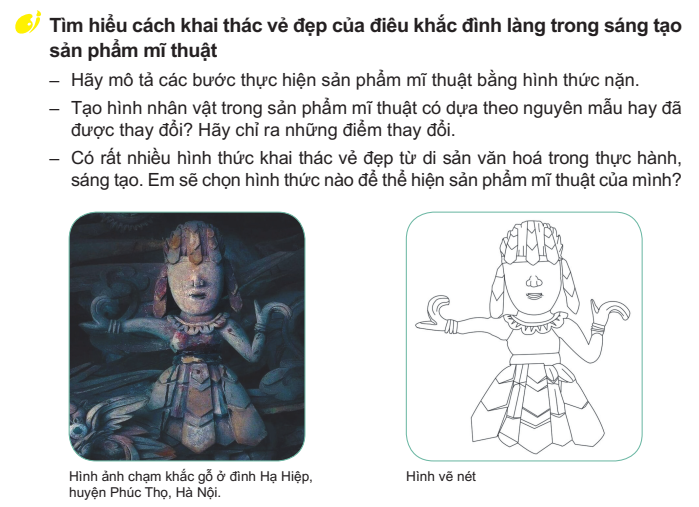 Tìm hiểu cách khai thác vẻ đẹp của điêu khắc đình làng trong sáng tạo
sản phẩm mĩ thuật
– Hãy mô tả các bước thực hiện sản phẩm mĩ thuật bằng hình thức nặn.
– Tạo hình nhân vật trong sản phẩm mĩ thuật có dựa theo nguyên mẫu hay đã
được thay đổi? Hãy chỉ ra những điểm thay đổi.
– Có rất nhiều hình thức khai thác vẻ đẹp từ di sản văn hoá trong thực hành,
sáng tạo. Em sẽ chọn hình thức nào để thể hiện sản phẩm mĩ thuật của mình?
Hình ảnh chạm khắc gỗ ở đình Hạ Hiệp,
huyện Phúc Thọ, Hà Nội.
Hình vẽ nét